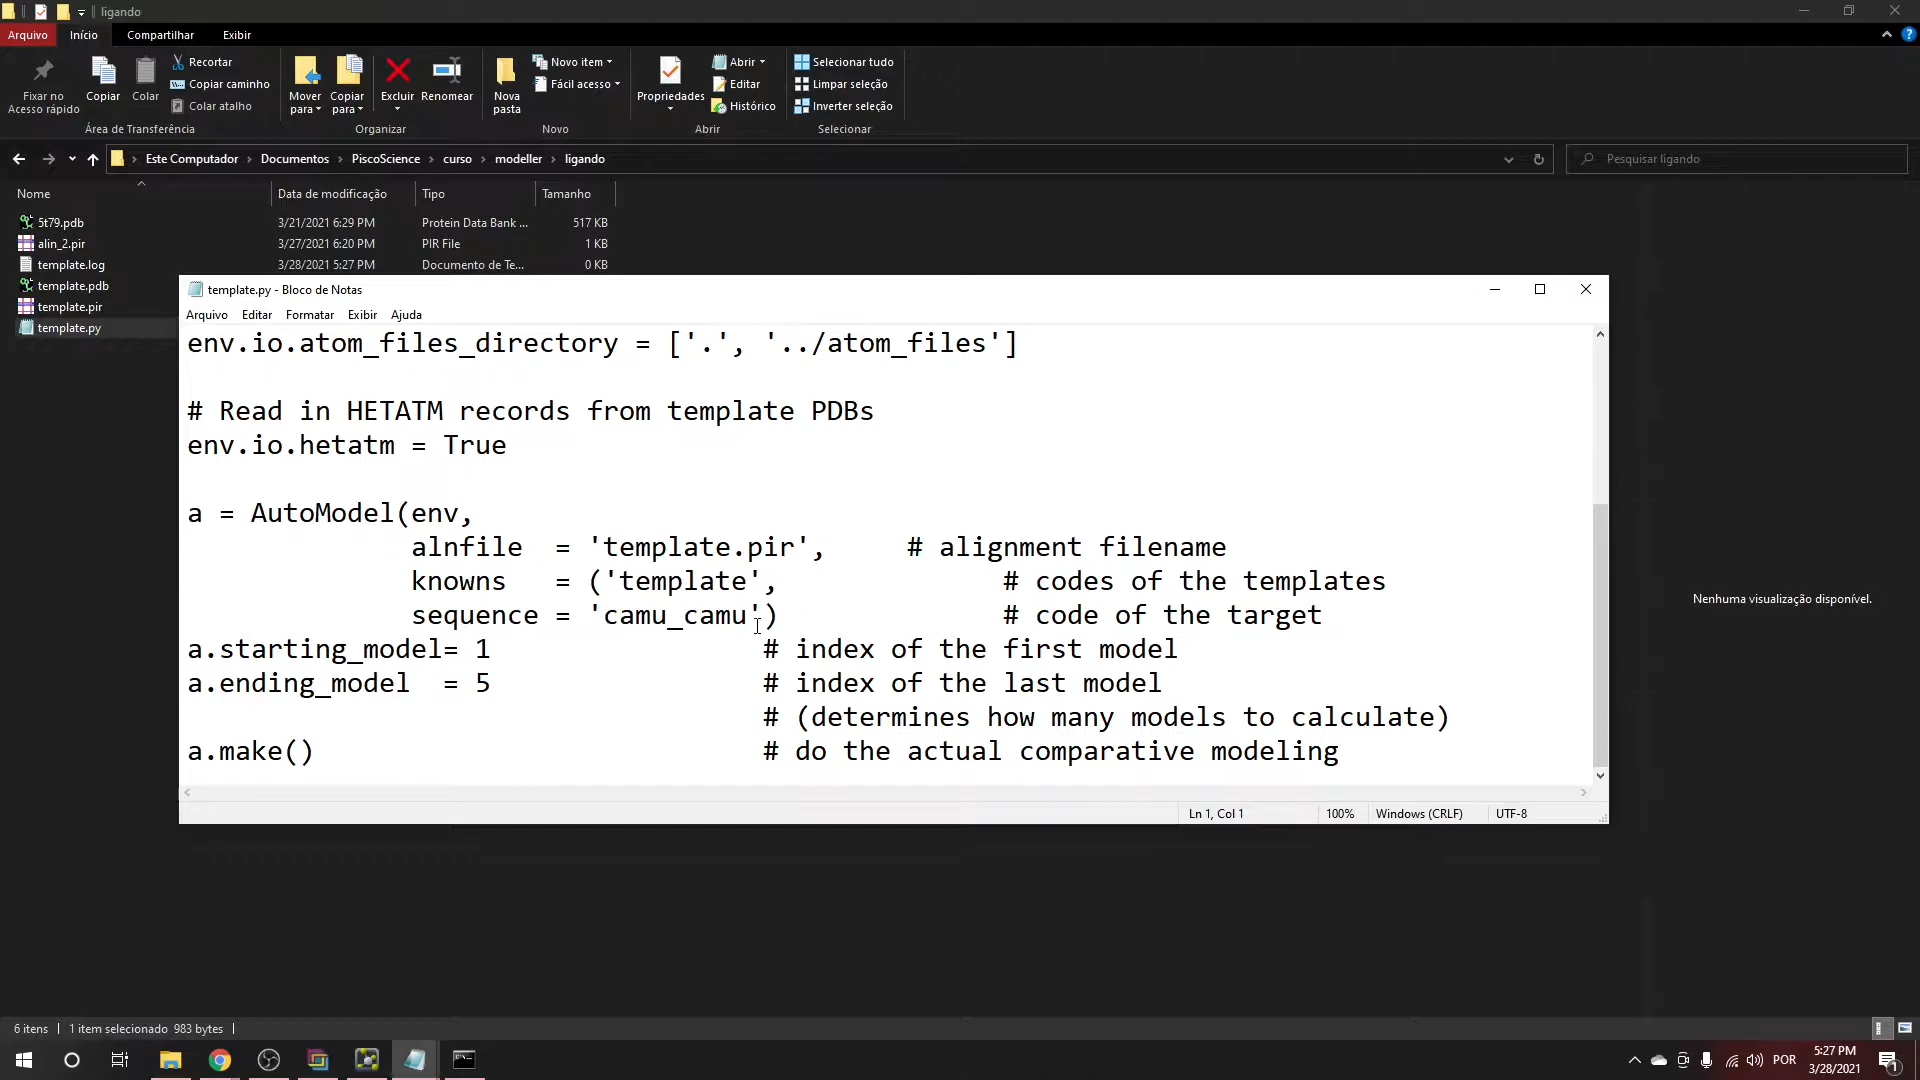 ligando
Arquivo Início Compartilhar Exibir
Fixar no Acesso rápido
Copiar
Colar
Recortar
Copiar caminho
Colar atalho
Área de Transferência
Mover para
Copiar para
Excluir
Renomear
Organizar
Nova pasta
Novo item
Fácil acesso
Novo
Propriedades
Abrir
Editar
Histórico
Abrir
Selecionar tudo
Limpar seleção
Inverter seleção
Selecionar
Este Computador > Documentos > PiscoScience > curso > modeller > ligando
Pesquisar ligando
Nome Data de modificação Tipo Tamanho
5t79.pdb 3/21/2021 6:29 PM Protein Data Bank ... 517 KB
alin_2.pir 3/27/2021 6:20 PM PIR File 1 KB
template.log 3/28/2021 5:27 PM Documento de Te... 0 KB
template.pdb
template.pir
template.py
template.py - Bloco de Notas
Arquivo Editar Formatar Exibir Ajuda
env.io.atom_files_directory = ['.', '../atom_files']
# Read in HETATM records from template PDBs
env.io.hetatm = True
a = AutoModel(env,
alnfile  = 'template.pir',     # alignment filename
knowns   = ('template',              # codes of the templates
sequence = 'camu_camu')              # code of the target
a.starting_model= 1                 # index of the first model
a.ending_model  = 5                 # index of the last model
# (determines how many models to calculate)
a.make()                            # do the actual comparative modeling
Ln 1, Col 1 100% Windows (CRLF) UTF-8
Nenhuma visualização disponível.
6 itens 1 item selecionado 983 bytes
POR
5:27 PM
3/28/2021
1